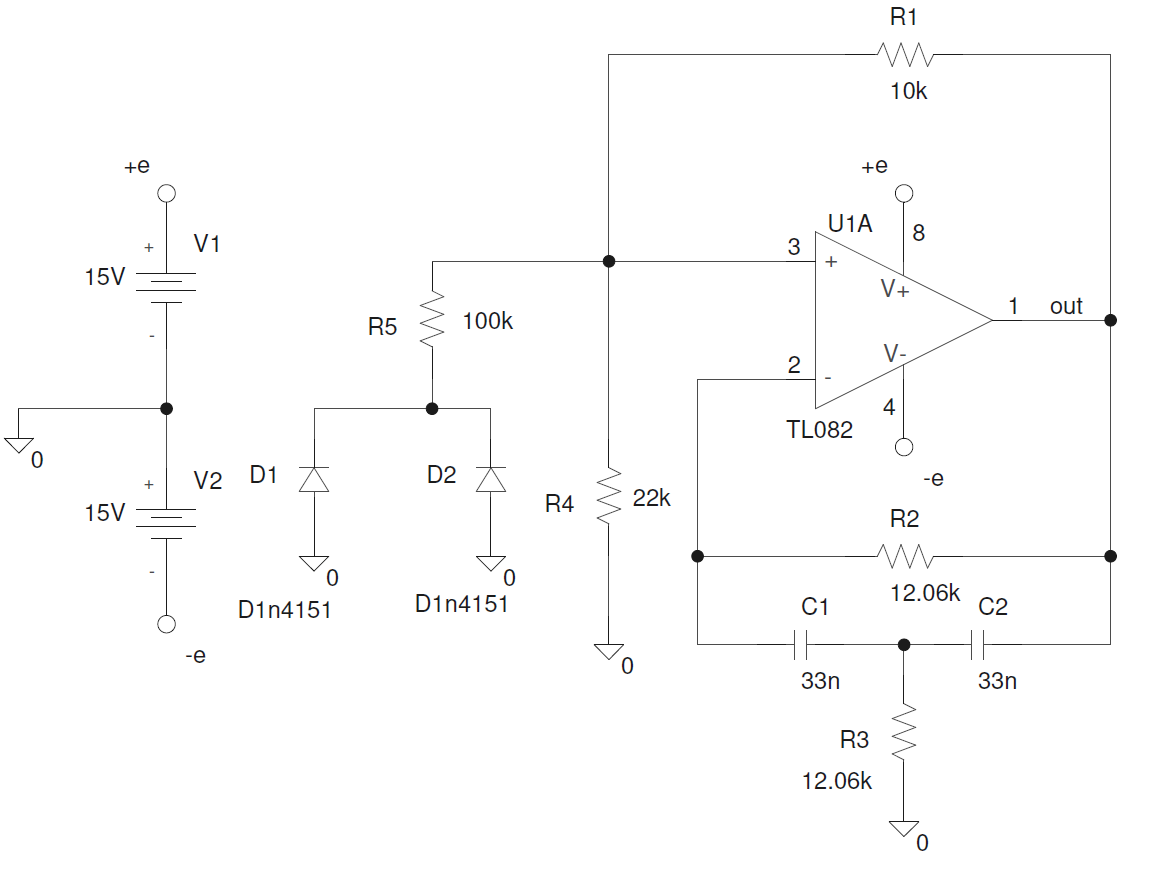 R1
10k
+e
+e
V1
+
15V
-
U1A
8
3
+
V+
1
out
R5
100k
V-
2
-
4
TL082
-e
0
D1
D2
V2
+
15V
-
R4
22k
R2
12.06k
0
0
D1n4151
D1n4151
-e
0
C1
C2
33n
33n
R3
12.06k
0